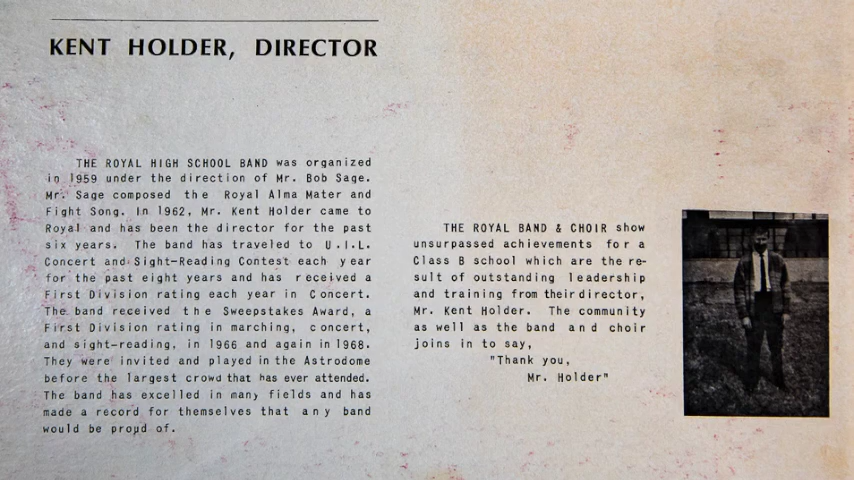 KENT HOLDER, DIRECTOR
THE ROYAL HIGH SCHOOL BAND was organized
in 1959 under the direction of Mr. Bob Sage.
Mr. Sage composed the Royal Alma Mater and
Fight Song. In 1962, Mr. Kent Holder came to
Royal and has been the director for the past
six years. The band has traveled to U.I.L.
Concert and Sight-Reading Contest each year
for the past eight years and has received a
First Division rating each year in Concert.
The band received the Sweepstakes Award, a
First Division rating in marching, concert,
and sight-reading, in 1966 and again in 1968.
They were invited and played in the Astrodome
before the largest crowd that has ever attended.
The band has excelled in many fields and has
made a record for themselves that any band
would be proud of.
THE ROYAL BAND & CHOIR show
unsurpassed achievements for a
Class B school which are the re-
sult of outstanding leadership
and training from their director,
Mr. Kent Holder. The community
as well as the band and choir
joins in to say,
"Thank you,
Mr. Holder"